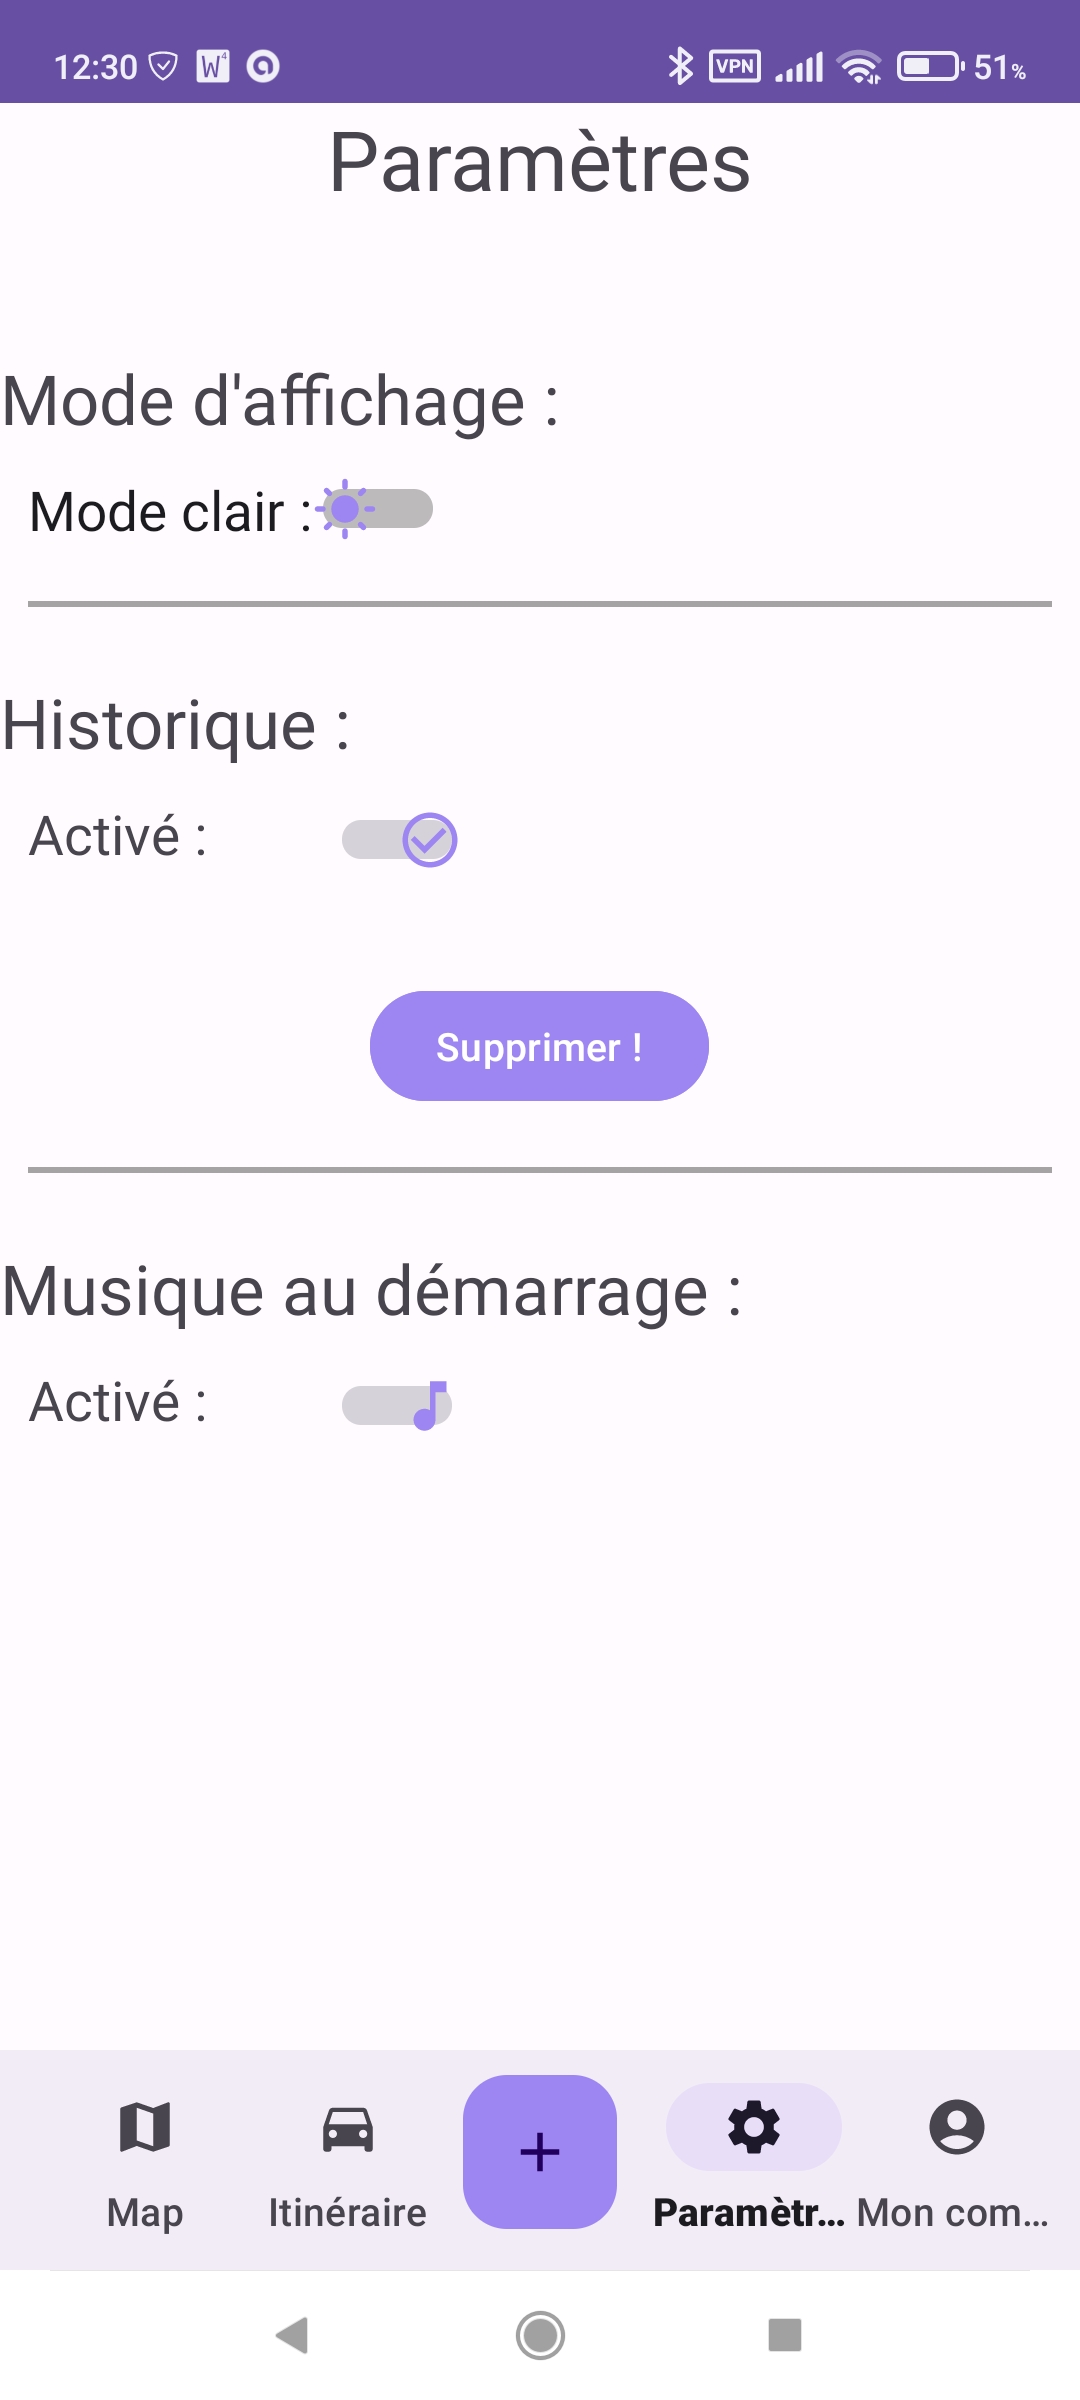 12:30 W 4 VPN 51%
Paramètres
Mode d'affichage :
Mode clair :
Historique :
Activé :
Supprimer !
Musique au démarrage :
Activé :
Map Itinéraire Paramètr... Mon com...